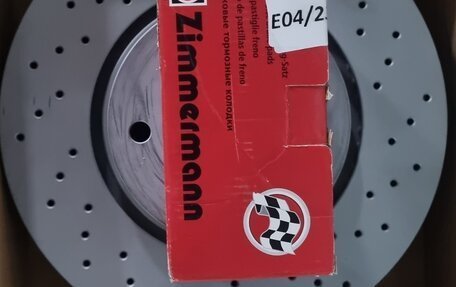 E04/2
Zimmermann
g-Satz
pads
pastiglie freno
de pastillas de freno
ковые тормозные колодки